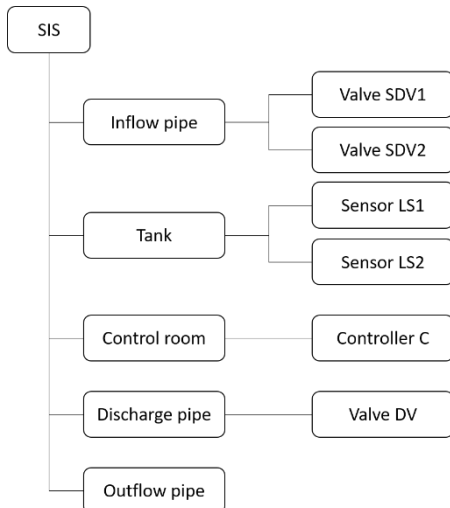 SIS
Inflow pipe
Valve SDV1
Valve SDV2
Tank
Sensor LS1
Sensor LS2
Control room
Controller C
Discharge pipe
Valve DV
Outflow pipe